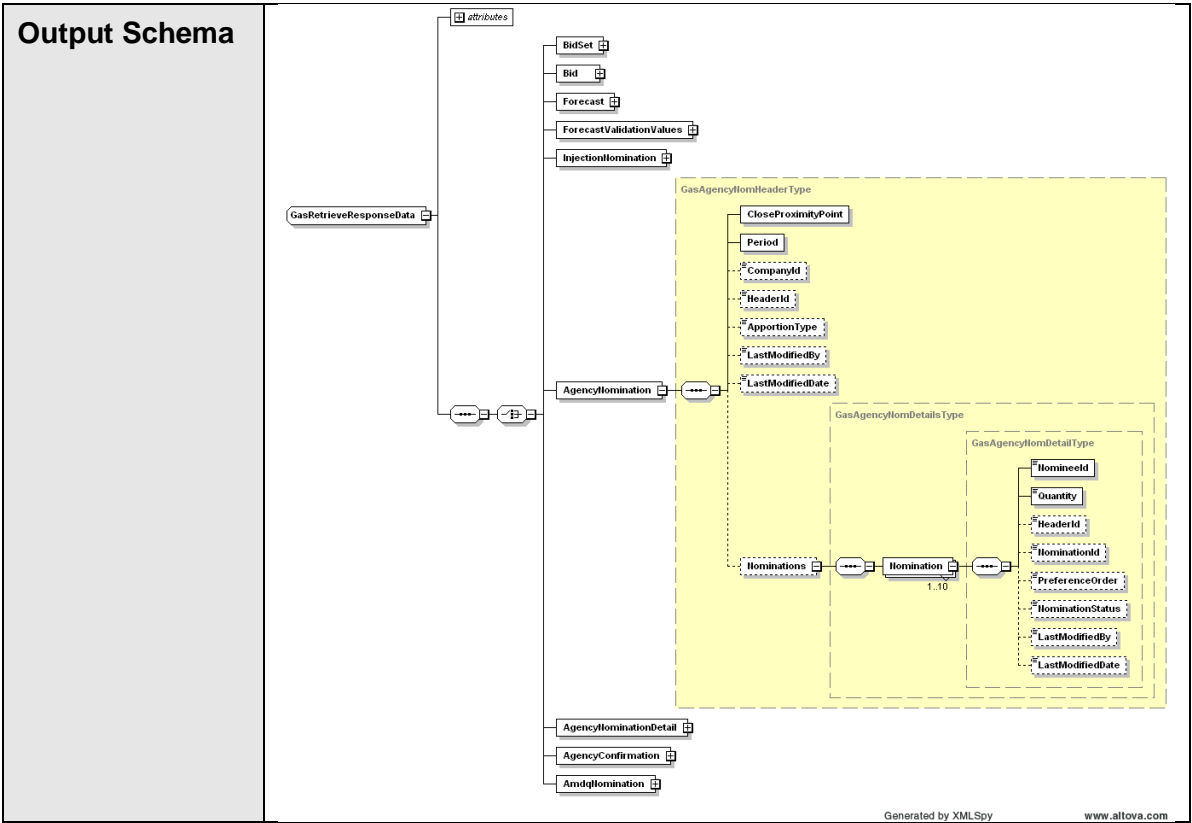 Output Schema
attributes
BidSet
Bid
Forecast
ForecastValidationValues
InjectionNomination
GasRetrieveResponseData
GasAgencyNomHeaderType
CloseProximityPoint
Period
CompanyId
HeaderId
ApportionType
LastModifiedBy
LastModifiedDate
AgencyNomination
GasAgencyNomDetailsType
GasAgencyNomDetailType
NomineeId
Quantity
HeaderId
NominationId
PreferenceOrder
NominationStatus
LastModifiedBy
LastModifiedDate
Nominations
Nomination
1..10
AgencyNominationDetail
AgencyConfirmation
AmdqNomination
Generated by XMLSpy www.altova.com